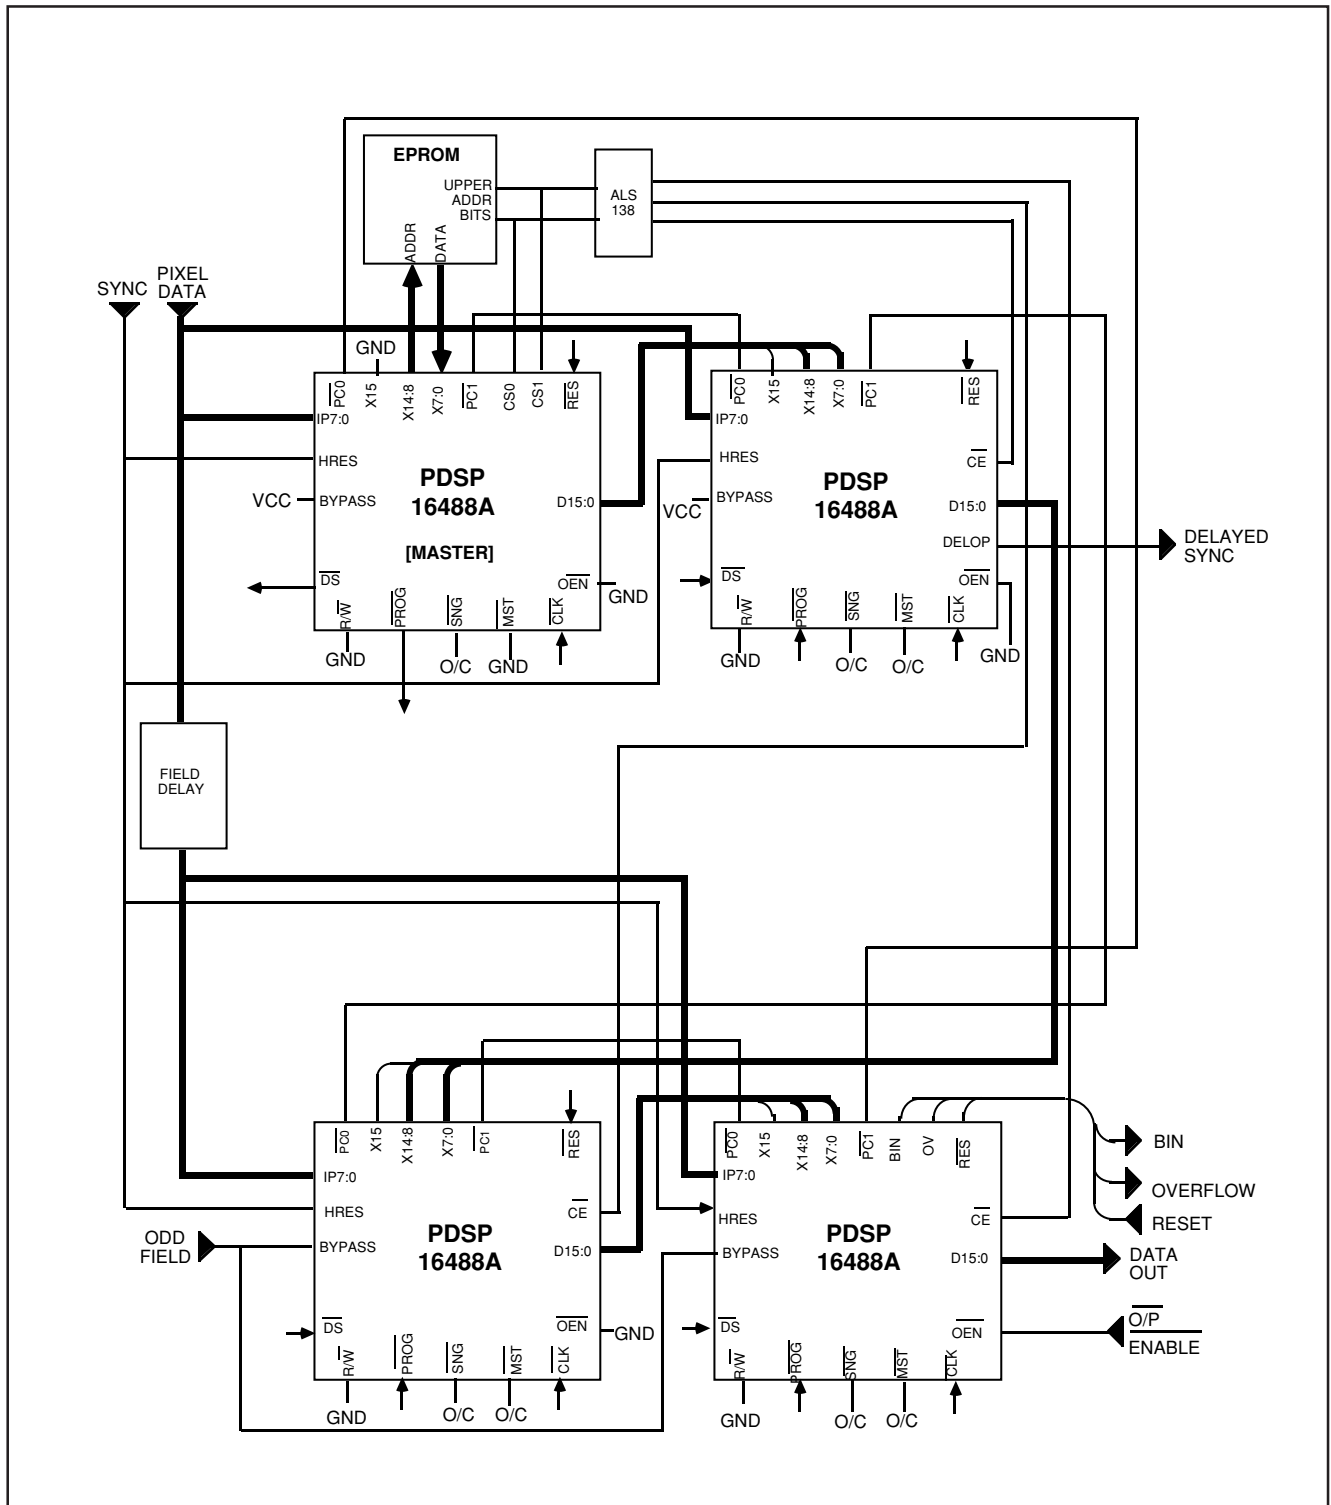 EPROM
UPPER
ADDR
BITS
ADDR
DATA
ALS
138
SYNC
PIXEL
DATA
GND
PC0
X15
X14:8
X7:0
PC1
CS0
CS1
RES
IP7:0
HRES
VCC
BYPASS
PDSP
16488A
[MASTER]
D15:0
DS
OEN
GND
R/W
PROG
SNG
MST
CLK
GND
O/C
GND
PC0
X15
X14:8
X7:0
PC1
RES
IP7:0
HRES
CE
VCC
BYPASS
PDSP
16488A
D15:0
DELOP
DELAYED
SYNC
DS
OEN
R/W
PROG
SNG
MST
CLK
GND
O/C
O/C
GND
FIELD
DELAY
PC0
X15
X14:8
X7:0
PC1
RES
IP7:0
HRES
CE
ODD
FIELD
BYPASS
PDSP
16488A
D15:0
DS
OEN
GND
R/W
PROG
SNG
MST
CLK
GND
O/C
O/C
PC0
X15
X14:8
X7:0
PC1
BIN
OV
RES
BIN
OVERFLOW
RESET
IP7:0
HRES
CE
BYPASS
PDSP
16488A
D15:0
DATA
OUT
DS
OEN
O/P
ENABLE
R/W
PROG
SNG
MST
CLK
GND
O/C
O/C